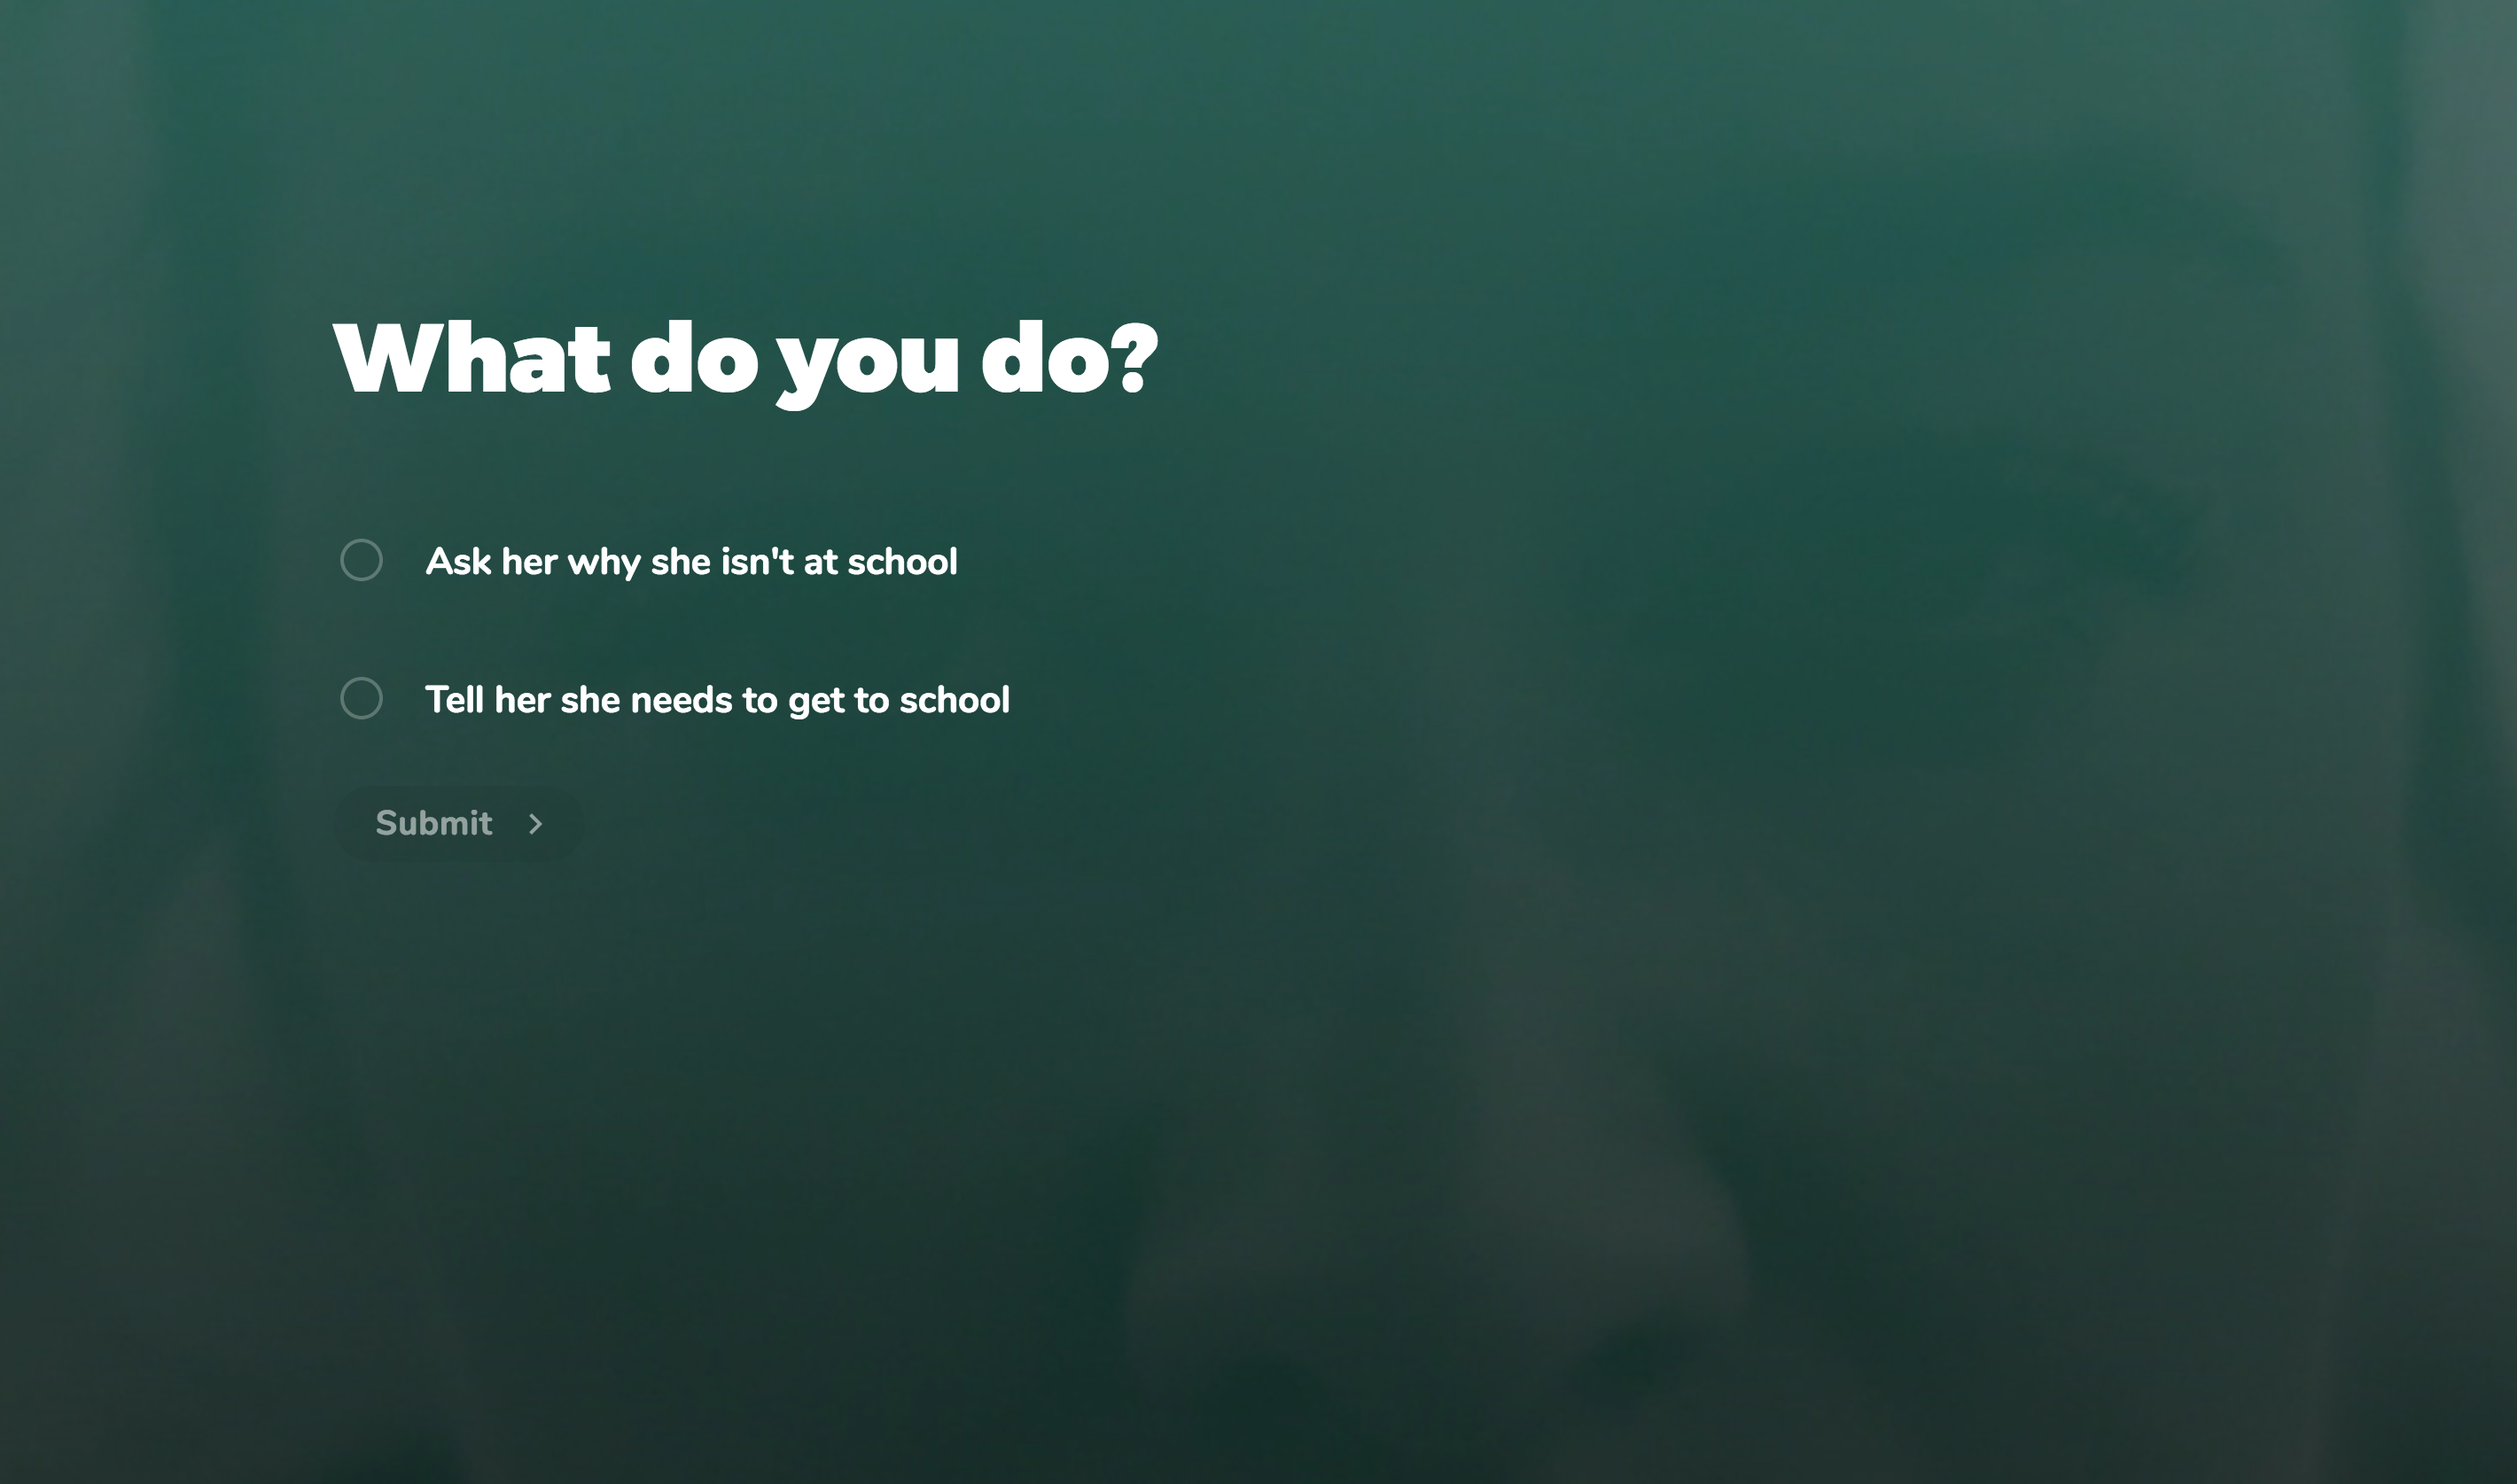 What do you do?
Ask her why she isn't at school
Tell her she needs to get to school
Submit